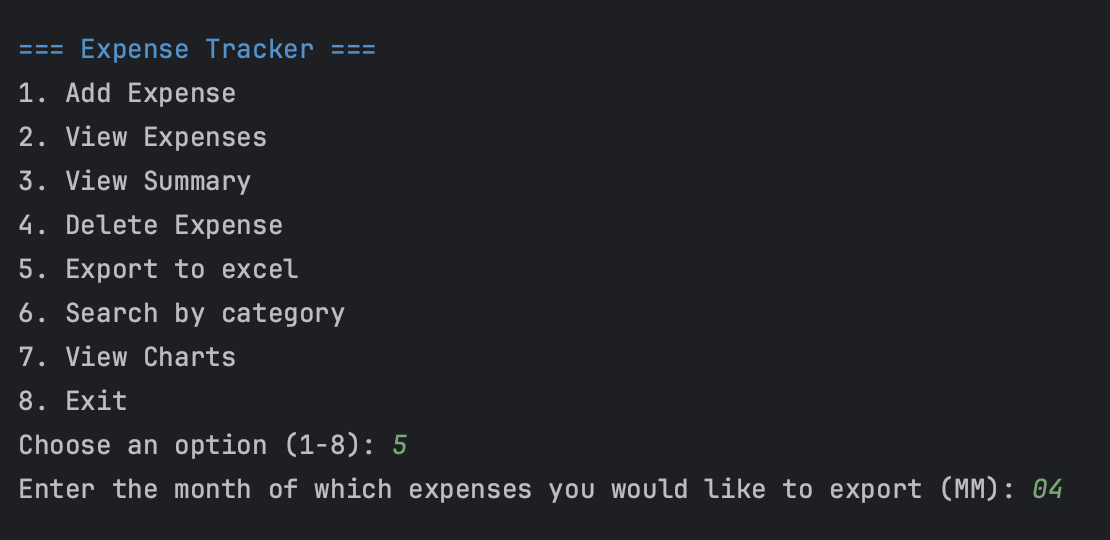 === Expense Tracker ===
1. Add Expense
2. View Expenses
3. View Summary
4. Delete Expense
5. Export to excel
6. Search by category
7. View Charts
8. Exit
Choose an option (1-8): 5
Enter the month of which expenses you would like to export (MM): 04